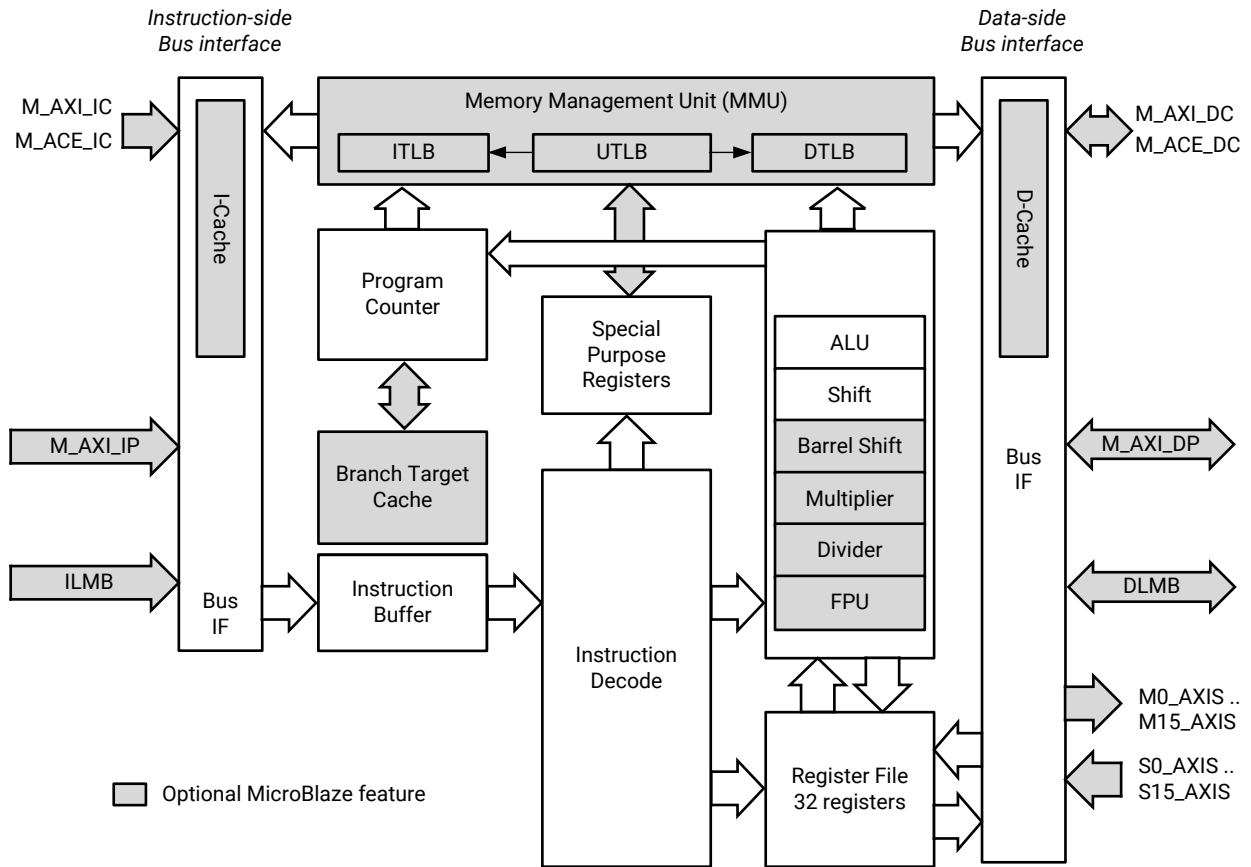 Instruction-side
Bus interface
Data-side
Bus interface
M_AXI_IC
M_ACE_IC
Memory Management Unit (MMU)
ITLB
UTLB
DTLB
M_AXI_DC
M_ACE_DC
I-Cache
D-Cache
Program
Counter
Special
Purpose
Registers
ALU
Shift
Barrel Shift
Multiplier
Divider
FPU
M_AXI_IP
Branch Target
Cache
Bus
IF
M_AXI_DP
ILMB
Bus
IF
Instruction
Buffer
Instruction
Decode
DLMB
M0_AXIS ..
M15_AXIS
Register File
32 registers
S0_AXIS ..
S15_AXIS
Optional MicroBlaze feature